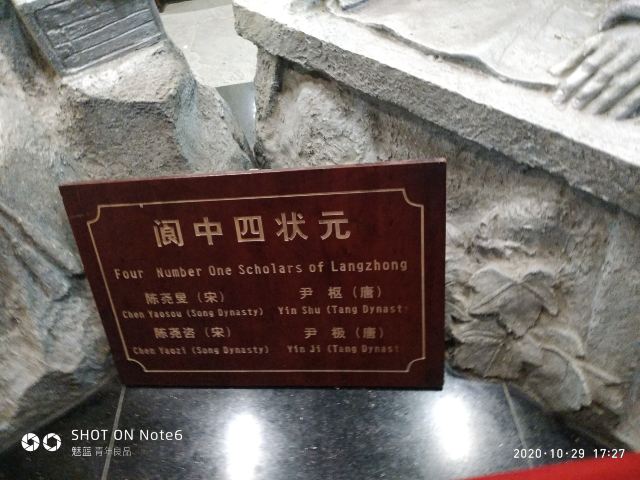 阆中四状元
Four Number One Scholars of Langzhong
陈尧叟（宋） 尹 枢（唐）
Chen Yaosou (Song Dynasty) Yin Shu (Tang Dynast
陈尧咨（宋） 尹 极（唐）
Chen Yaozi (Song Dynasty) Yin Ji (Tang Dynast
SHOT ON Note6
魅蓝 青年良品
2020·10·29 17:27